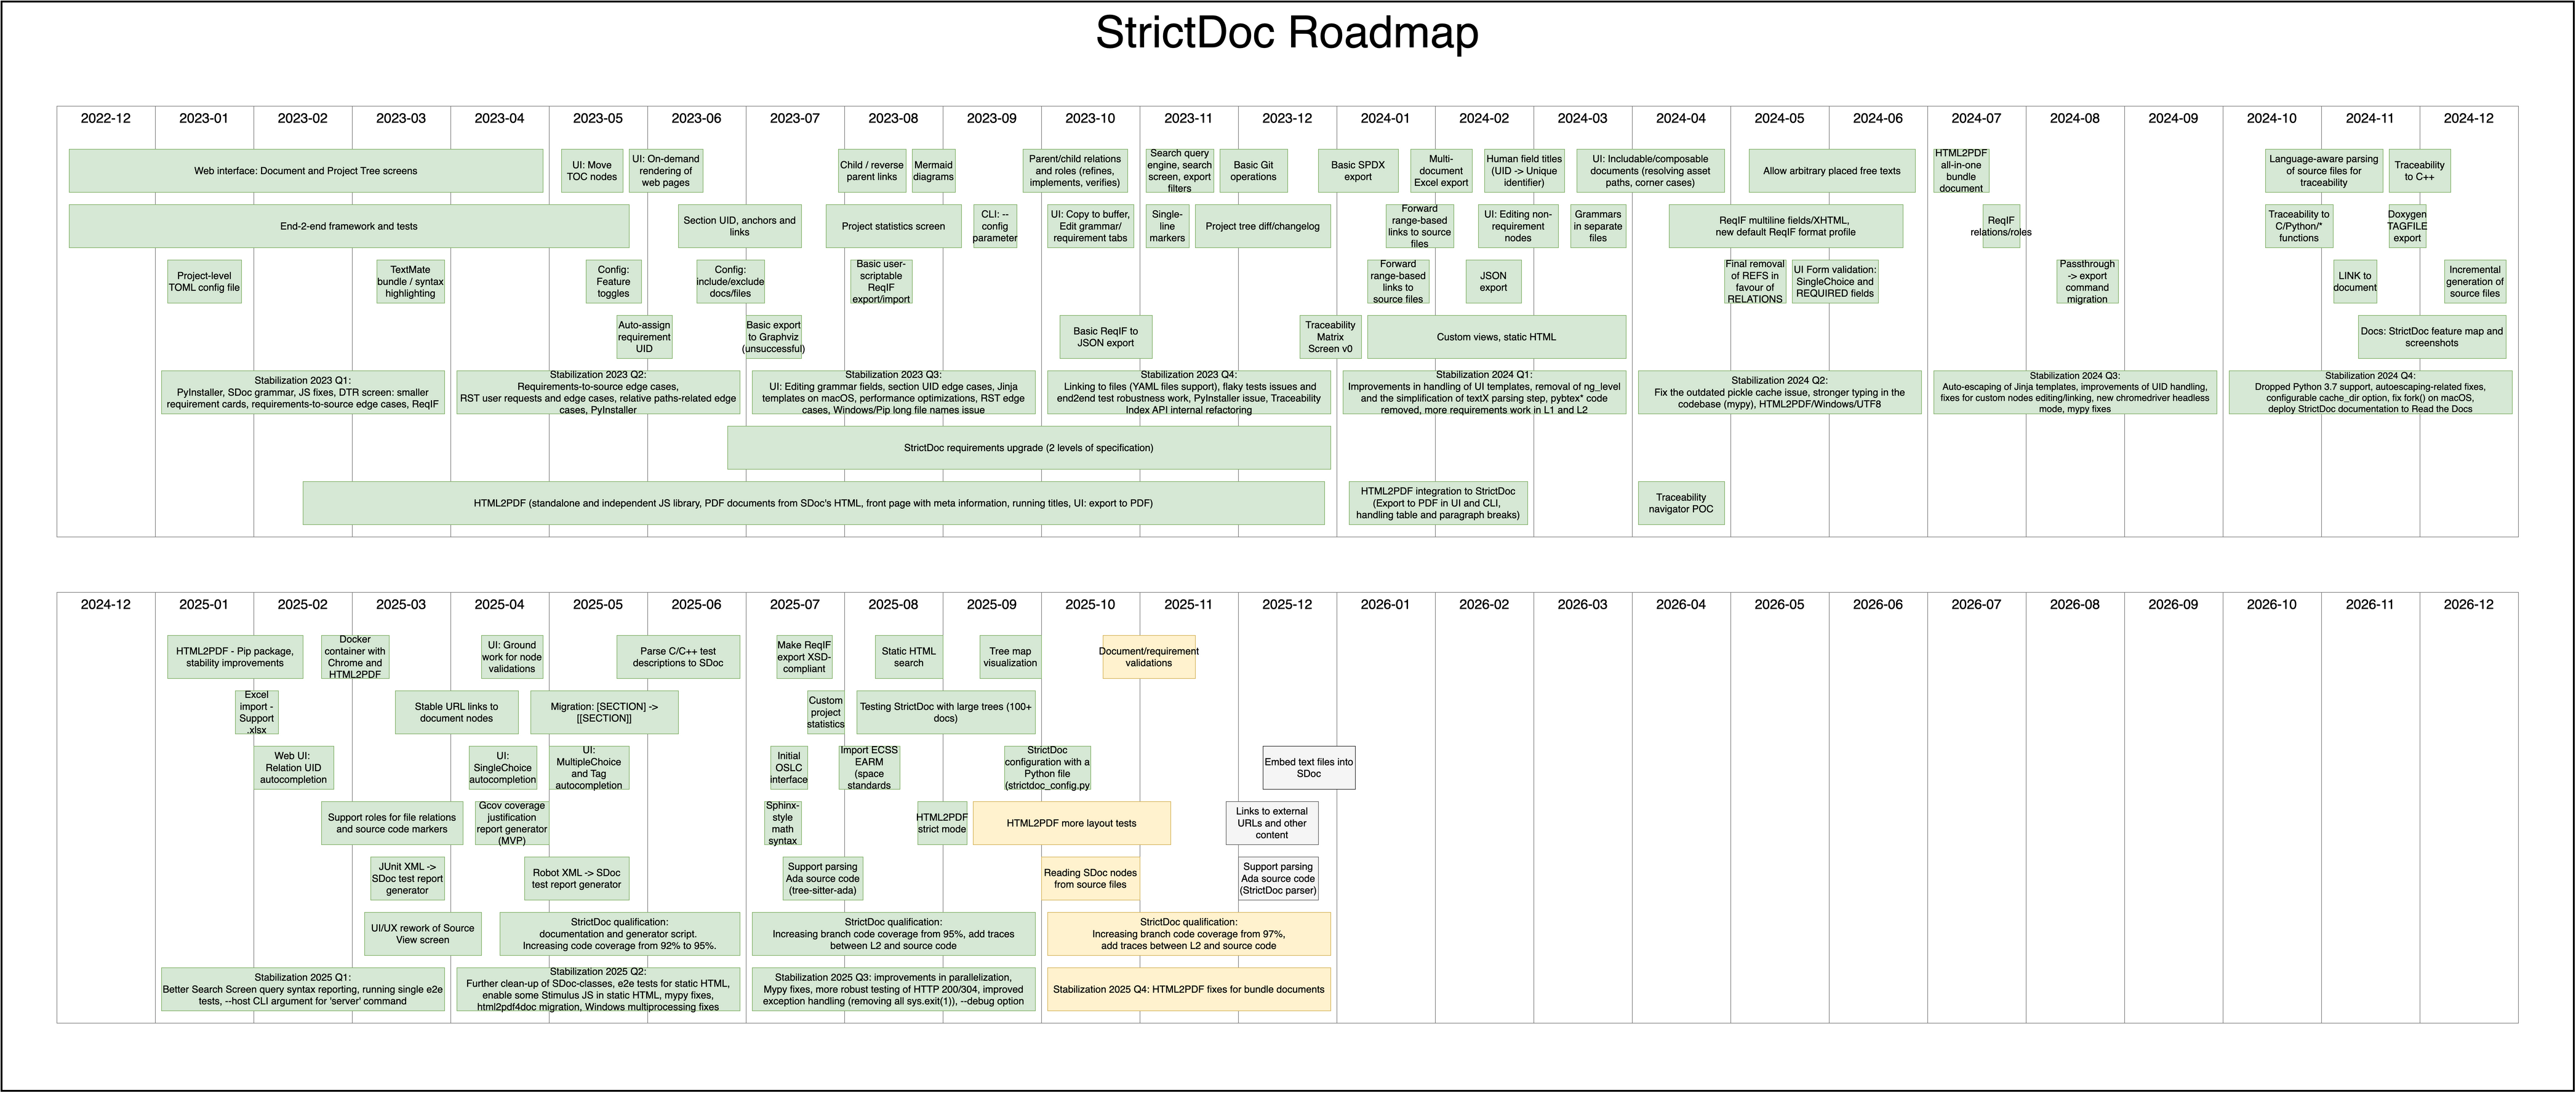 StrictDoc Roadmap
2022-12
2023-01
2023-02
2023-03
2023-04
2023-05
2023-06
2023-07
2023-08
2023-09
2023-10
2023-11
2023-12
2024-01
2024-02
2024-03
2024-04
2024-05
2024-06
2024-07
2024-08
2024-09
2024-10
2024-11
2024-12
Web interface: Document and Project Tree screens
UI: Move
TOC nodes
UI: On-demand
rendering of
web pages
Child / reverse
parent links
Mermaid
diagrams
Parent/child relations
and roles (refines,
implements, verifies)
Search query
engine, search
screen, export
filters
Basic Git
operations
Basic SPDX
export
Multi-
document
Excel export
Human field titles
(UID -> Unique
identifier)
UI: Includable/composable
documents (resolving asset
paths, corner cases)
Allow arbitrary placed free texts
HTML2PDF
all-in-one
bundle
document
Language-aware parsing
of source files for
traceability
Traceability
to C++
End-2-end framework and tests
Section UID, anchors and
links
Project statistics screen
CLI: --
config
parameter
UI: Copy to buffer,
Edit grammar/
requirement tabs
Single-
line
markers
Project tree diff/changelog
Forward
range-based
links to source
files
UI: Editing non-
requirement
nodes
Grammars
in separate
files
ReqIF multiline fields/XHTML,
new default ReqIF format profile
ReqIF
relations/roles
Traceability to
C/Python/*
functions
Doxygen
TAGFILE
export
Project-level
TOML config file
TextMate
bundle / syntax
highlighting
Config:
Feature
toggles
Config:
include/exclude
docs/files
Basic user-
scriptable
ReqIF
export/import
Forward
range-based
links to
source files
JSON
export
Final removal
of REFS in
favour of
RELATIONS
UI Form validation:
SingleChoice and
REQUIRED fields
Passthrough
-> export
command
migration
LINK to
document
Incremental
generation of
source files
Auto-assign
requirement
UID
Basic export
to Graphviz
(unsuccessful)
Basic ReqIF to
JSON export
Traceability
Matrix
Screen v0
Custom views, static HTML
Docs: StrictDoc feature map and
screenshots
Stabilization 2023 Q1:
PyInstaller, SDoc grammar, JS fixes, DTR screen: smaller
requirement cards, requirements-to-source edge cases, ReqIF
Stabilization 2023 Q2:
Requirements-to-source edge cases,
RST user requests and edge cases, relative paths-related edge
cases, PyInstaller
Stabilization 2023 Q3:
UI: Editing grammar fields, section UID edge cases, Jinja
templates on macOS, performance optimizations, RST edge
cases, Windows/Pip long file names issue
Stabilization 2023 Q4:
Linking to files (YAML files support), flaky tests issues and
end2end test robustness work, PyInstaller issue, Traceability
Index API internal refactoring
Stabilization 2024 Q1:
Improvements in handling of UI templates, removal of ng_level
and the simplification of textX parsing step, pybtex* code
removed, more requirements work in L1 and L2
Stabilization 2024 Q2:
Fix the outdated pickle cache issue, stronger typing in the
codebase (mypy), HTML2PDF/Windows/UTF8
Stabilization 2024 Q3:
Auto-escaping of Jinja templates, improvements of UID handling,
fixes for custom nodes editing/linking, new chromedriver headless
mode, mypy fixes
Stabilization 2024 Q4:
Dropped Python 3.7 support, autoescaping-related fixes,
configurable cache_dir option, fix fork() on macOS,
deploy StrictDoc documentation to Read the Docs
StrictDoc requirements upgrade (2 levels of specification)
HTML2PDF (standalone and independent JS library, PDF documents from SDoc's HTML, front page with meta information, running titles, UI: export to PDF)
HTML2PDF integration to StrictDoc
(Export to PDF in UI and CLI,
handling table and paragraph breaks)
Traceability
navigator POC
2024-12
2025-01
2025-02
2025-03
2025-04
2025-05
2025-06
2025-07
2025-08
2025-09
2025-10
2025-11
2025-12
2026-01
2026-02
2026-03
2026-04
2026-05
2026-06
2026-07
2026-08
2026-09
2026-10
2026-11
2026-12
HTML2PDF - Pip package,
stability improvements
Docker
container with
Chrome and
HTML2PDF
UI: Ground
work for node
validations
Parse C/C++ test
descriptions to SDoc
Make ReqIF
export XSD-
compliant
Static HTML
search
Tree map
visualization
Document/requirement
validations
Excel
import -
Support
.xlsx
Stable URL links to
document nodes
Migration: [SECTION] ->
[[SECTION]]
Custom
project
statistics
Testing StrictDoc with large trees (100+
docs)
Web UI:
Relation UID
autocompletion
UI:
SingleChoice
autocompletion
UI:
MultipleChoice
and Tag
autocompletion
Initial
OSLC
interface
Import ECSS
EARM
(space
standards
StrictDoc
configuration with a
Python file
(strictdoc_config.py
Embed text files into
SDoc
Support roles for file relations
and source code markers
Gcov coverage
justification
report generator
(MVP)
Sphinx-
style
math
syntax
HTML2PDF
strict mode
HTML2PDF more layout tests
Links to external
URLs and other
content
JUnit XML ->
SDoc test report
generator
Robot XML -> SDoc
test report generator
Support parsing
Ada source code
(tree-sitter-ada)
Reading SDoc nodes
from source files
Support parsing
Ada source code
(StrictDoc parser)
UI/UX rework of Source
View screen
StrictDoc qualification:
documentation and generator script.
Increasing code coverage from 92% to 95%.
StrictDoc qualification:
Increasing branch code coverage from 95%, add traces
between L2 and source code
StrictDoc qualification:
Increasing branch code coverage from 97%,
add traces between L2 and source code
Stabilization 2025 Q1:
Better Search Screen query syntax reporting, running single e2e
tests, --host CLI argument for 'server' command
Stabilization 2025 Q2:
Further clean-up of SDoc-classes, e2e tests for static HTML,
enable some Stimulus JS in static HTML, mypy fixes,
html2pdf4doc migration, Windows multiprocessing fixes
Stabilization 2025 Q3: improvements in parallelization,
Mypy fixes, more robust testing of HTTP 200/304, improved
exception handling (removing all sys.exit(1)), --debug option
Stabilization 2025 Q4: HTML2PDF fixes for bundle documents